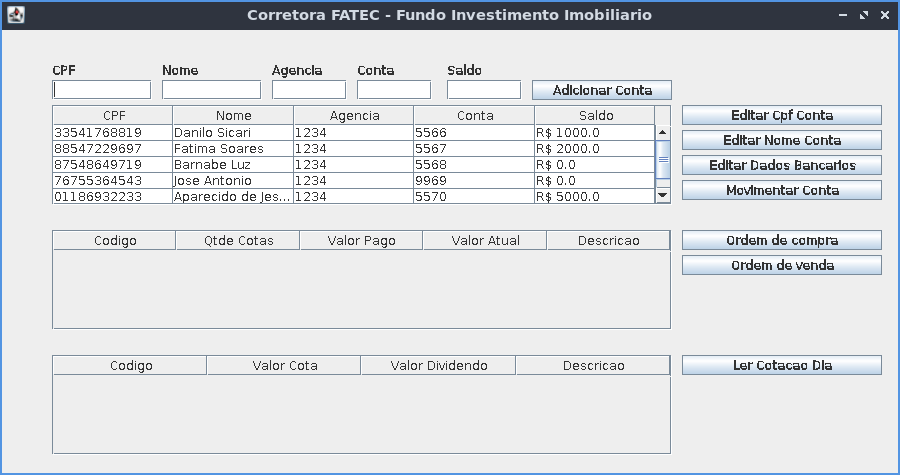 Corretora FATEC - Fundo Investimento Imobiliario
CPF Nome Agencia Conta Saldo
Adicionar Conta
CPF Nome Agencia Conta Saldo
33541768819 Danilo Sicari 1234 5566 R$ 1000.0
88547229697 Fatima Soares 1234 5567 R$ 2000.0
87548649719 Barnabe Luz 1234 5568 R$ 0.0
76755364543 Jose Antonio 1234 9969 R$ 0.0
01186932233 Aparecido de Jes... 1234 5570 R$ 5000.0
Editar Cpf Conta
Editar Nome Conta
Editar Dados Bancarios
Movimentar Conta
Codigo Qtde Cotas Valor Pago Valor Atual Descricao
Ordem de compra
Ordem de venda
Codigo Valor Cota Valor Dividendo Descricao
Ler Cotacao Dia